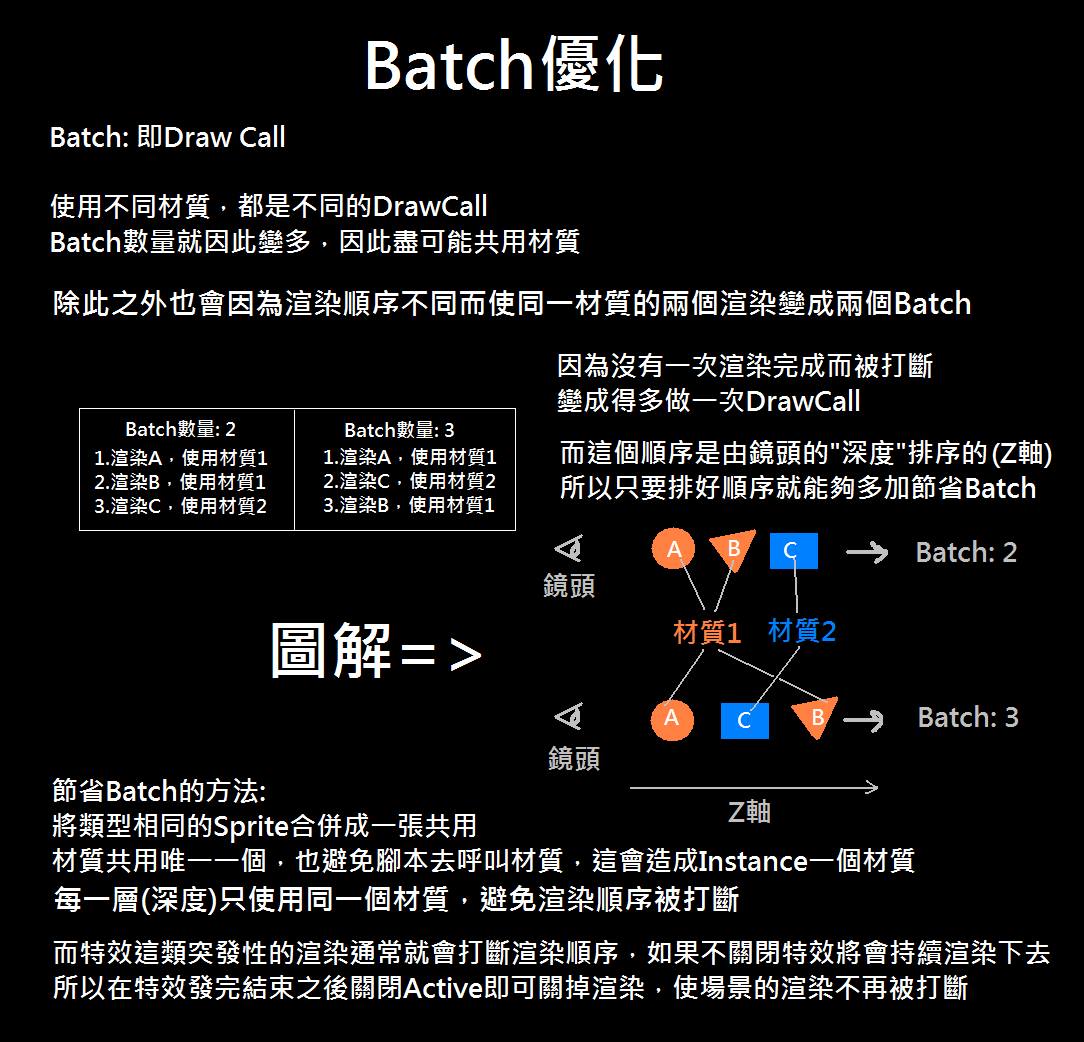 Batch優化
Batch: 即Draw Call
使用不同材質，都是不同的DrawCall
Batch數量就因此變多，因此盡可能共用材質
除此之外也會因為渲染順序不同而使同一材質的兩個渲染變成兩個Batch
因為沒有一次渲染完成而被打斷
變成得多做一次DrawCall
而這個順序是由鏡頭的"深度"排序的(Z軸)
所以只要排好順序就能夠多加節省Batch
Batch數量: 2
1.渲染A，使用材質1
2.渲染B，使用材質1
3.渲染C，使用材質2
Batch數量: 3
1.渲染A，使用材質1
2.渲染C，使用材質2
3.渲染B，使用材質1
圖解=>
鏡頭
A
B
C
Batch: 2
材質1
材質2
鏡頭
A
C
B
Batch: 3
Z軸
節省Batch的方法:
將類型相同的Sprite合併成一張共用
材質共用唯一一個，也避免腳本去呼叫材質，這會造成Instance一個材質
每一層(深度)只使用同一個材質，避免渲染順序被打斷
而特效這類突發性的渲染通常就會打斷渲染順序，如果不關閉特效將會持續渲染下去
所以在特效發完結束之後關閉Active即可關掉渲染，使場景的渲染不再被打斷